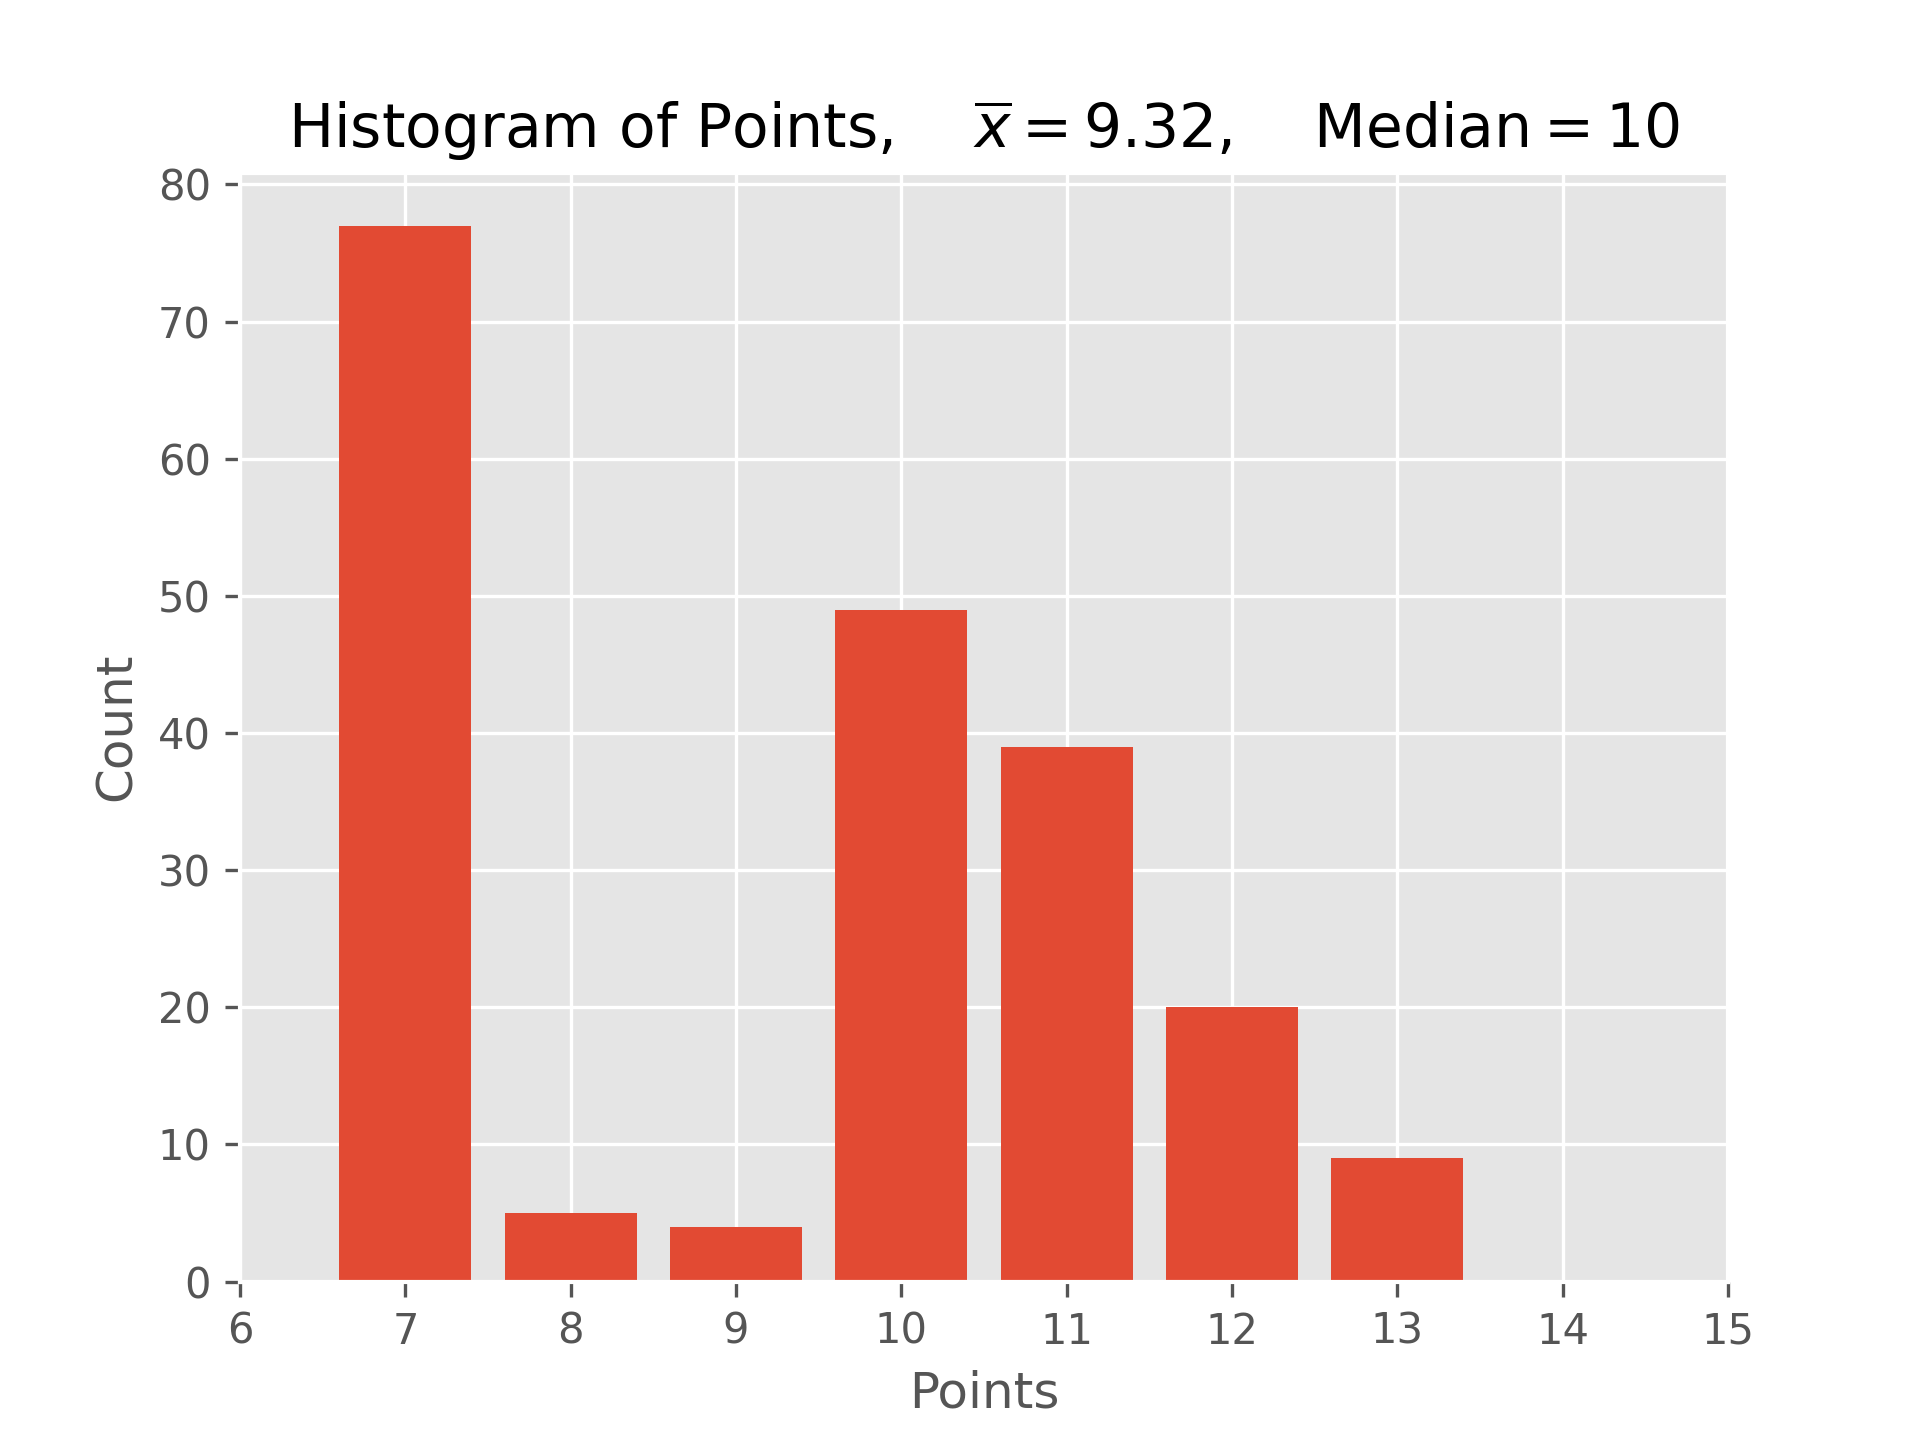 Histogram of Points, x̅ = 9.32, Median = 10
80
70
60
50
40
30
20
10
0
Count
6 7 8 9 10 11 12 13 14 15
Points